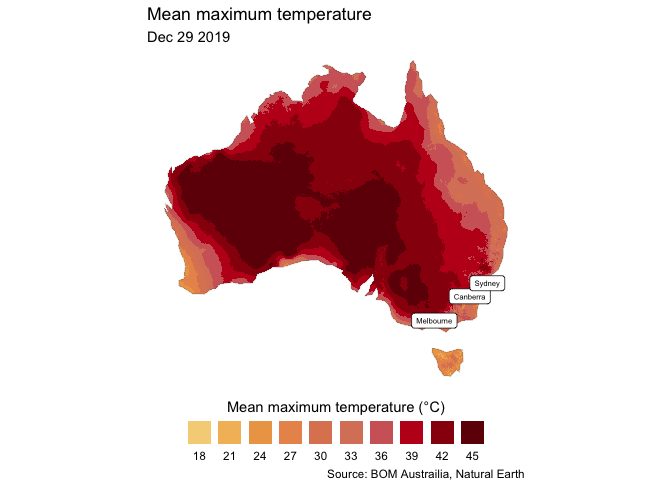 Mean maximum temperature
Dec 29 2019
Sydney
Canberra
Melbourne
Mean maximum temperature (°C)
18 21 24 27 30 33 36 39 42 45
Source: BOM Austrailia, Natural Earth